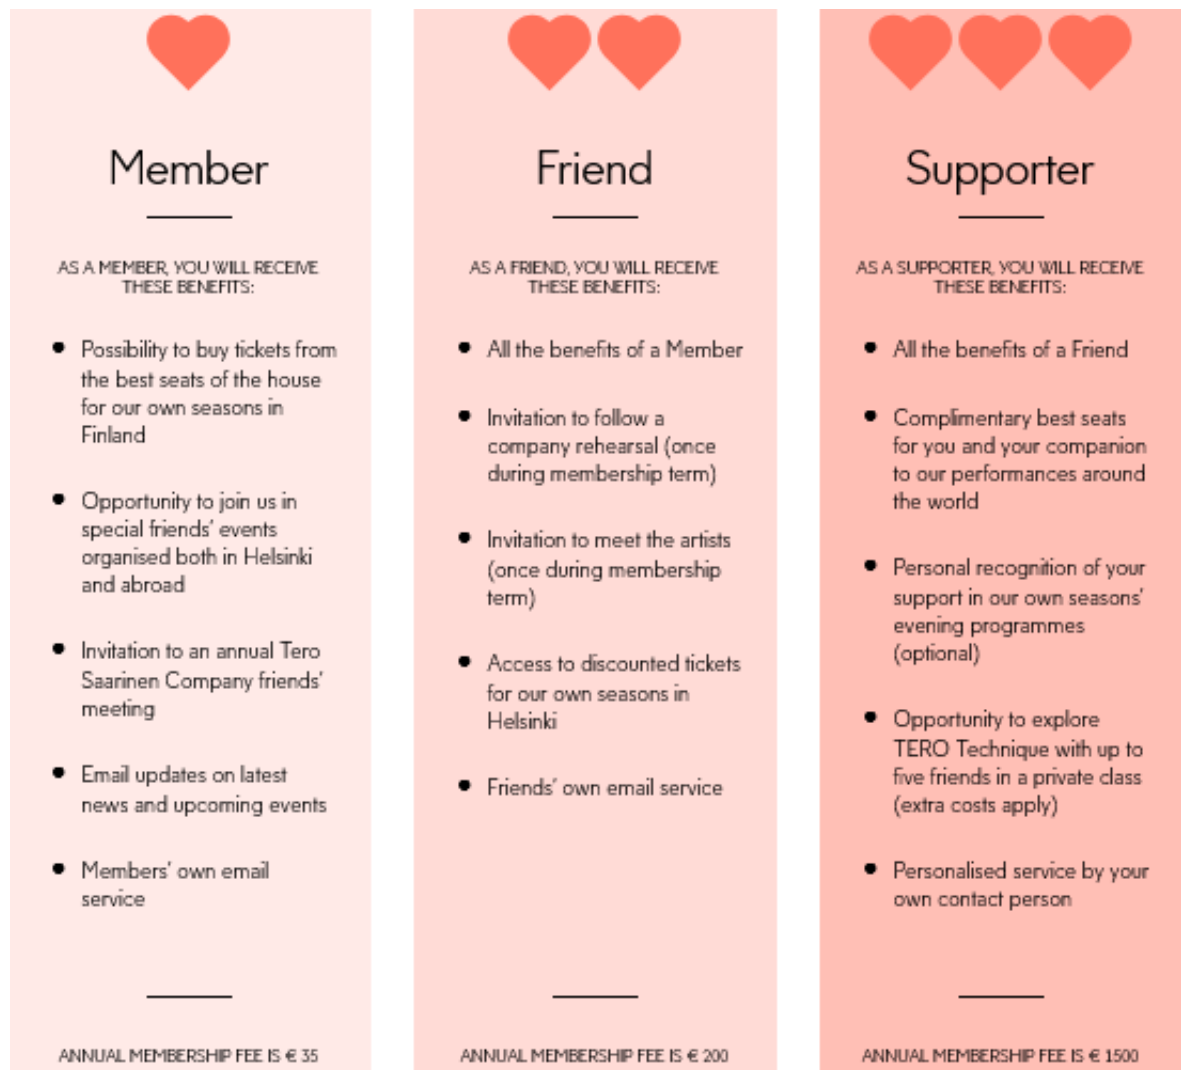 Member
AS A MEMBER, YOU WILL RECEIVE
THESE BENEFITS:
• Possibility to buy tickets from
the best seats of the house
for our own seasons in
Finland
• Opportunity to join us in
special friends' events
organised both in Helsinki
and abroad
• Invitation to an annual Tero
Saarinen Company friends'
meeting
• Email updates on latest
news and upcoming events
• Members' own email
service
ANNUAL MEMBERSHIP FEE IS € 35
Friend
AS A FRIEND, YOU WILL RECEIVE
THESE BENEFITS:
• All the benefits of a Member
• Invitation to follow a
company rehearsal (once
during membership term)
• Invitation to meet the artists
(once during membership
term)
• Access to discounted tickets
for our own seasons in
Helsinki
• Friends' own email service
ANNUAL MEMBERSHIP FEE IS € 200
Supporter
AS A SUPPORTER, YOU WILL RECEIVE
THESE BENEFITS:
• All the benefits of a Friend
• Complimentary best seats
for you and your companion
to our performances around
the world
• Personal recognition of your
support in our own seasons'
evening programmes
(optional)
• Opportunity to explore
TERO Technique with up to
five friends in a private class
(extra costs apply)
• Personalised service by your
own contact person
ANNUAL MEMBERSHIP FEE IS € 1500